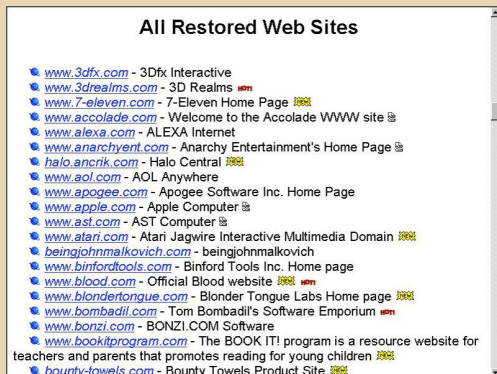 All Restored Web Sites
www.3dfx.com - 3Dfx Interactive
www.3drealms.com - 3D Realms HOT!
www.7-eleven.com - 7-Eleven Home Page
www.accolade.com - Welcome to the Accolade WWW site
www.alexa.com - ALEXA Internet
www.anarchyent.com - Anarchy Entertainment's Home Page
halo.ancrik.com - Halo Central
www.aol.com - AOL Anywhere
www.apogee.com - Apogee Software Inc. Home Page
www.apple.com - Apple Computer
www.ast.com - AST Computer
www.atari.com - Atari Jagwire Interactive Multimedia Domain
beingjohnmalkovich.com - beingjohnmalkovich
www.binfordtools.com - Binford Tools Inc. Home page
www.blood.com - Official Blood website HOT!
www.blondertongue.com - Blonder Tongue Labs Home page
www.bombadil.com - Tom Bombadil's Software Emporium HOT!
www.bonzi.com - BONZI.COM Software
www.bookitprogram.com - The BOOK IT! program is a resource website for
teachers and parents that promotes reading for young children
bounty-towels.com - Bounty Towels Product Site